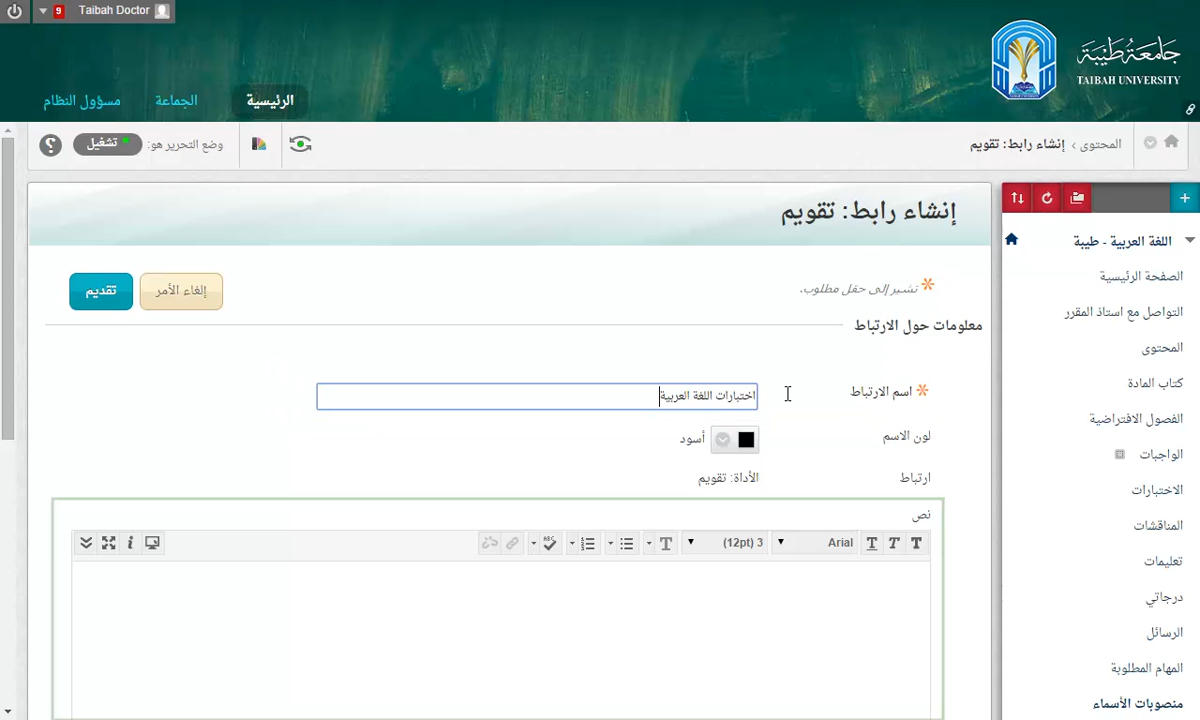 Taibah Doctor 9
جامعة طيبة
TAIBAH UNIVERSITY
الرئيسية الجماعة مسؤول النظام
المحتوى › إنشاء رابط: تقويم
وضع التحرير هو: تشغيل ?
إنشاء رابط: تقويم
* تشير إلى حقل مطلوب.
إلغاء الأمر تقديم
معلومات حول الارتباط
* اسم الارتباط
اختبارات اللغة العربية
لون الاسم
أسود
ارتباط
الأداة: تقويم
نص
T T T Arial 3 (12pt) T ABC i
اللغة العربية - طيبة
الصفحة الرئيسية
التواصل مع استاذ المقرر
المحتوى
كتاب المادة
الفصول الافتراضية
الواجبات
الاختبارات
المناقشات
تعليمات
درجاتي
الرسائل
المهام المطلوبة
منصوبات الأسماء